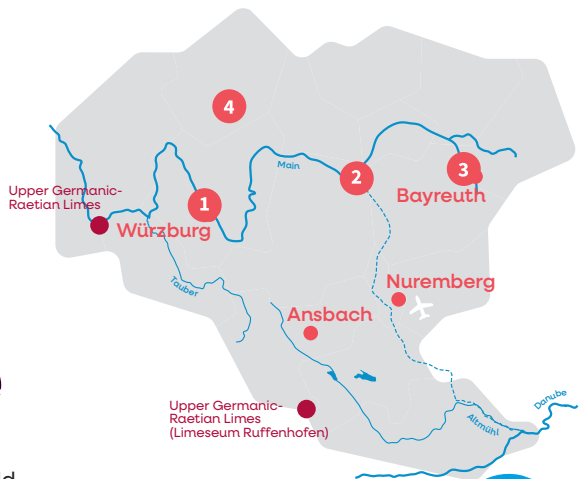 4
Main
2
3
Bayreuth
Upper Germanic-
Raetian Limes
1
Würzburg
Tauber
Nuremberg
Ansbach
Upper Germanic-
Raetian Limes
(Limeseum Ruffenhofen)
Danube
Altmühl